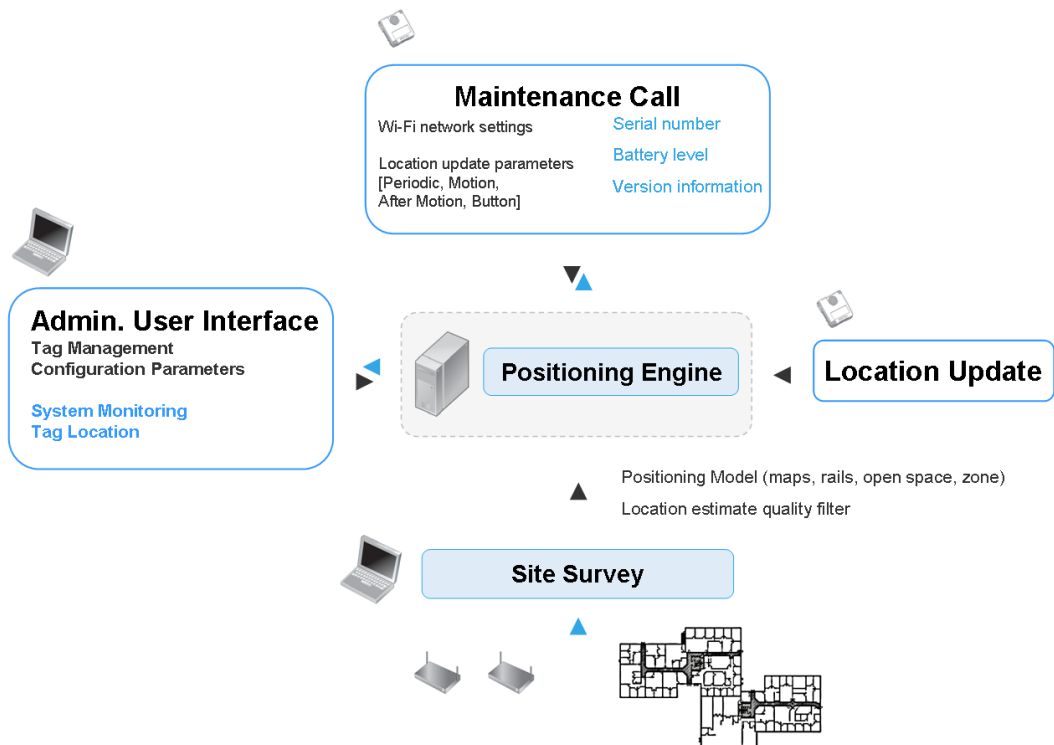 Maintenance Call
Wi-Fi network settings
Serial number
Battery level
Location update parameters
[Periodic, Motion,
After Motion, Button]
Version information
Admin. User Interface
Tag Management
Configuration Parameters
System Monitoring
Tag Location
Positioning Engine
Location Update
Positioning Model (maps, rails, open space, zone)
Location estimate quality filter
Site Survey